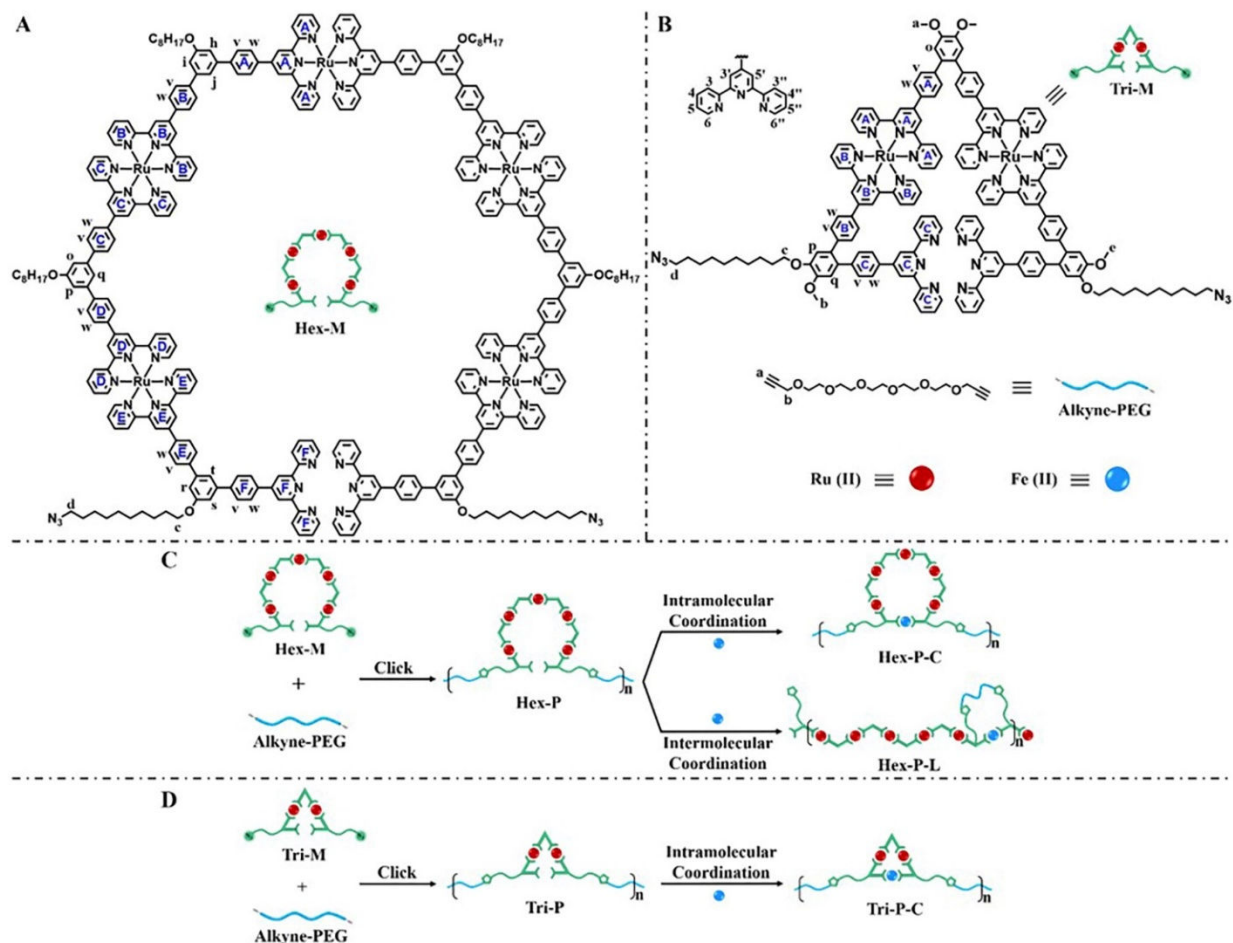 A
C8H17O
h
v
w
i
j
A
A
A
N
N
N
Ru
N
N
N
A
OC8H17
v
w
B
B
B
N
N
N
Ru
N
N
N
B
C
C
C
w
v
C
o
C8H17O
q
p
v
w
D
D
D
N
N
N
Ru
N
N
N
D
E
E
E
w
v
E
t
r
s
F
v
w
F
F
N
N
N
F
N3
d
c
O
N
N
N
Ru
N
N
N
OC8H17
N
N
N
Ru
N
N
N
N
N
N
O
N3
Hex-M
B
3' 5'
3 3''
4 4''
5 5''
6 6''
N
N
N
a
O
O
o
v
w
A
A
A
N
N
N
Ru
N
N
N
A
B
B
B
w
v
B
N
N
N
Ru
N
N
N
Tri-M
N3
d
c
O
p
q
O
b
v
w
C
C
C
N
N
N
C
N
N
N
O
e
O
N3
a
b
O
O
O
O
O
O
Alkyne-PEG
Ru (II)
Fe (II)
C
Hex-M
+
Alkyne-PEG
Click
n
Hex-P
Intramolecular
Coordination
n
Hex-P-C
Intermolecular
Coordination
n
Hex-P-L
D
Tri-M
+
Alkyne-PEG
Click
n
Tri-P
Intramolecular
Coordination
n
Tri-P-C